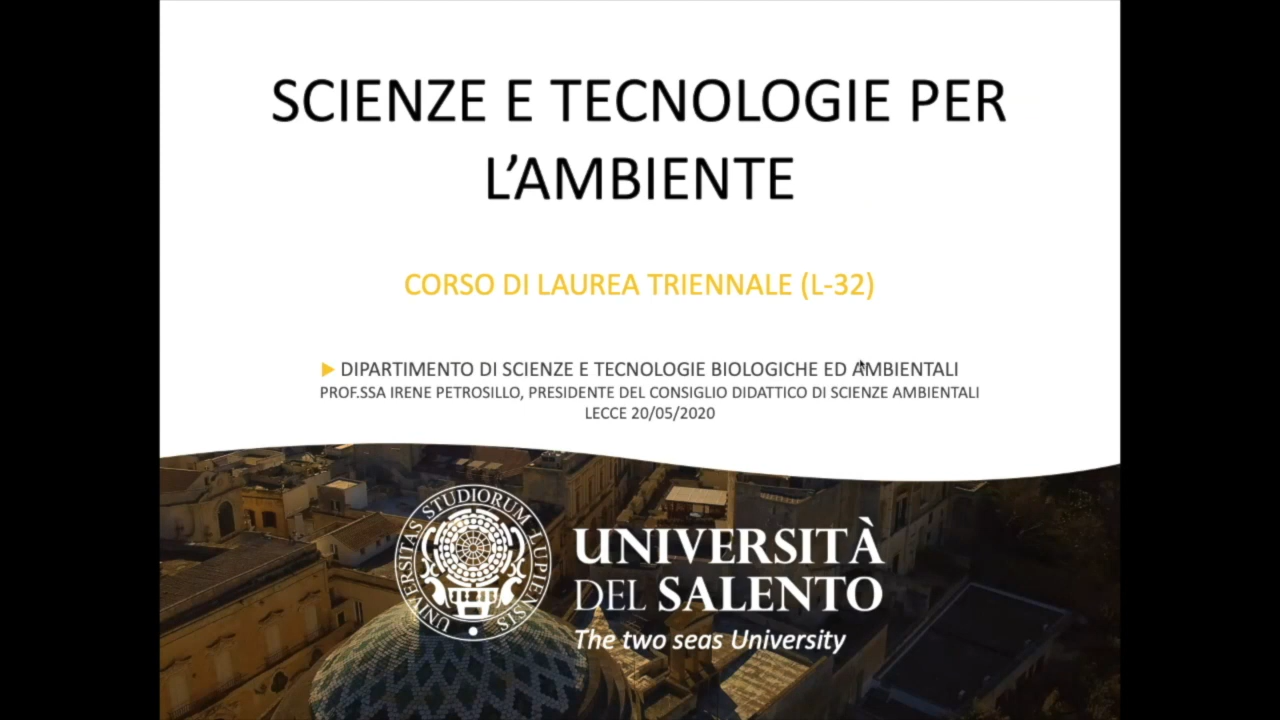 SCIENZE E TECNOLOGIE PER
L’AMBIENTE
CORSO DI LAUREA TRIENNALE (L-32)
DIPARTIMENTO DI SCIENZE E TECNOLOGIE BIOLOGICHE ED AMBIENTALI
PROF.SSA IRENE PETROSILLO, PRESIDENTE DEL CONSIGLIO DIDATTICO DI SCIENZE AMBIENTALI
LECCE 20/05/2020
UNIVERSITAS STUDIORUM LUPIENSIS
UNIVERSITÀ
DEL SALENTO
The two seas University